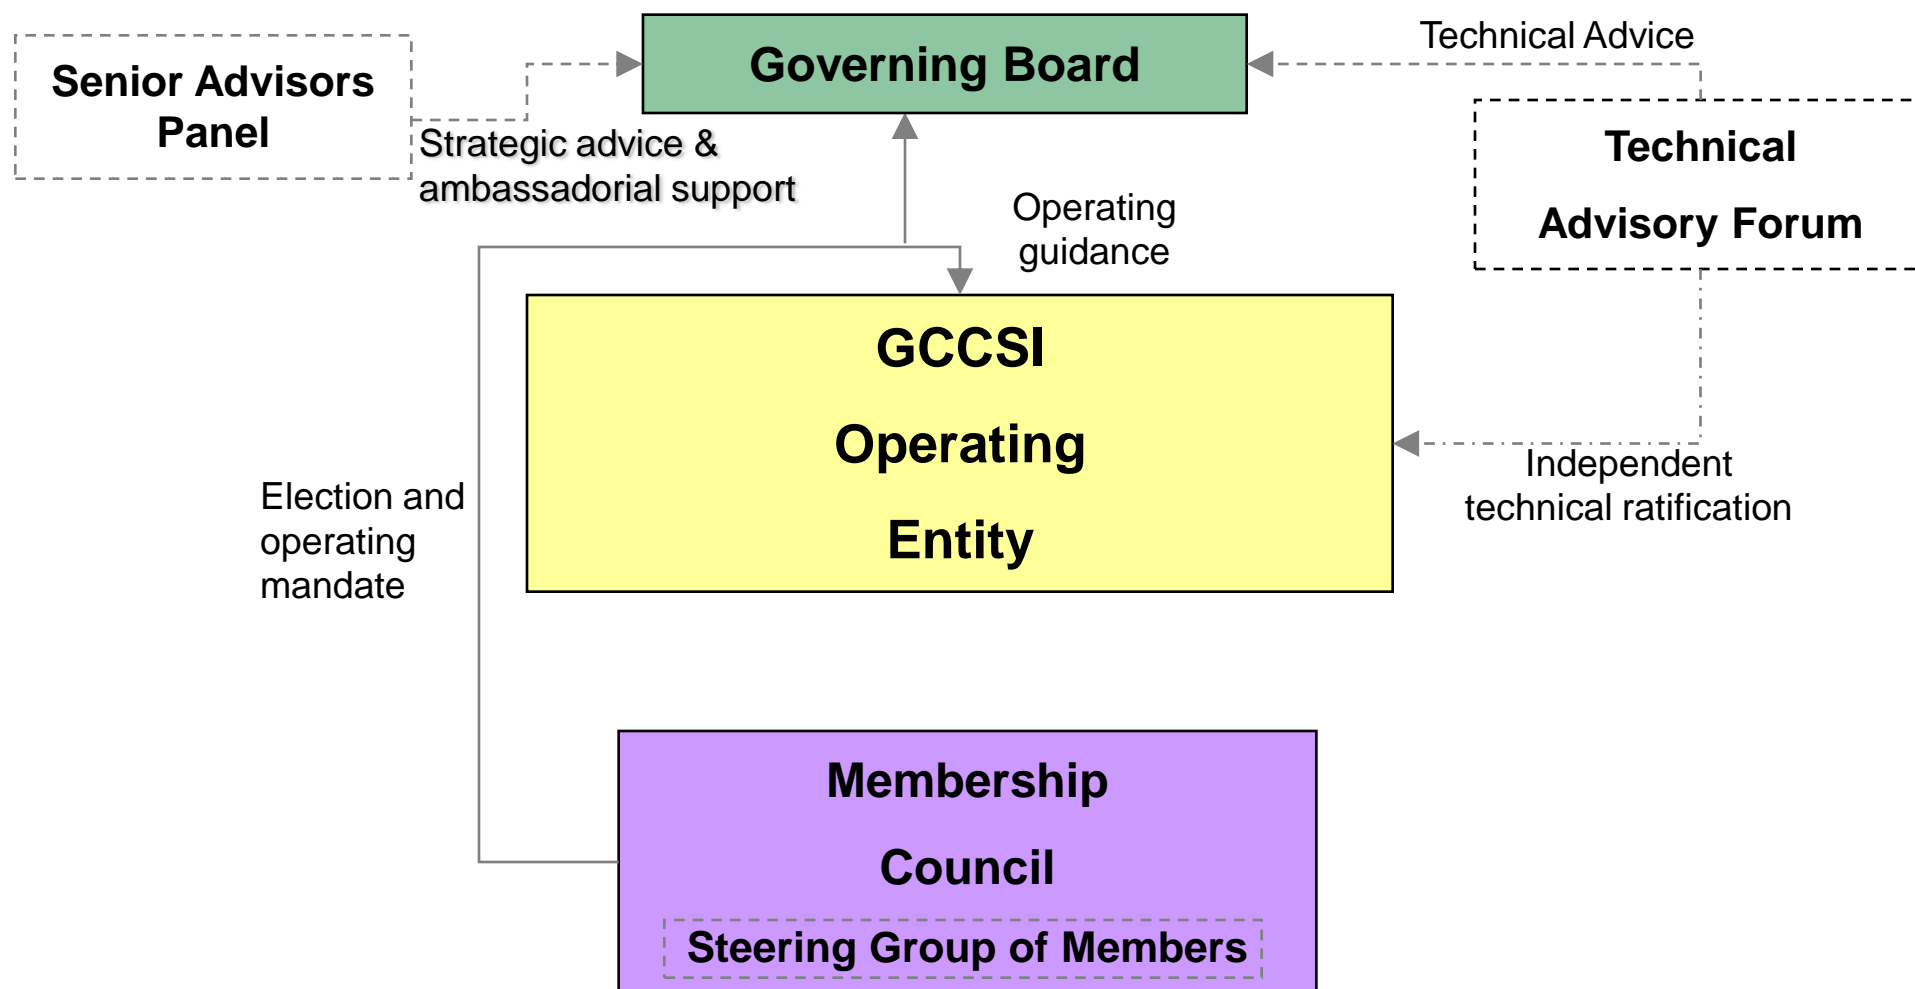 Governing Board
Technical Advice
Senior Advisors
Panel
Strategic advice &
ambassadorial support
Technical
Advisory Forum
Operating
guidance
GCCSI
Operating
Entity
Independent
technical ratification
Election and
operating
mandate
Membership
Council
Steering Group of Members